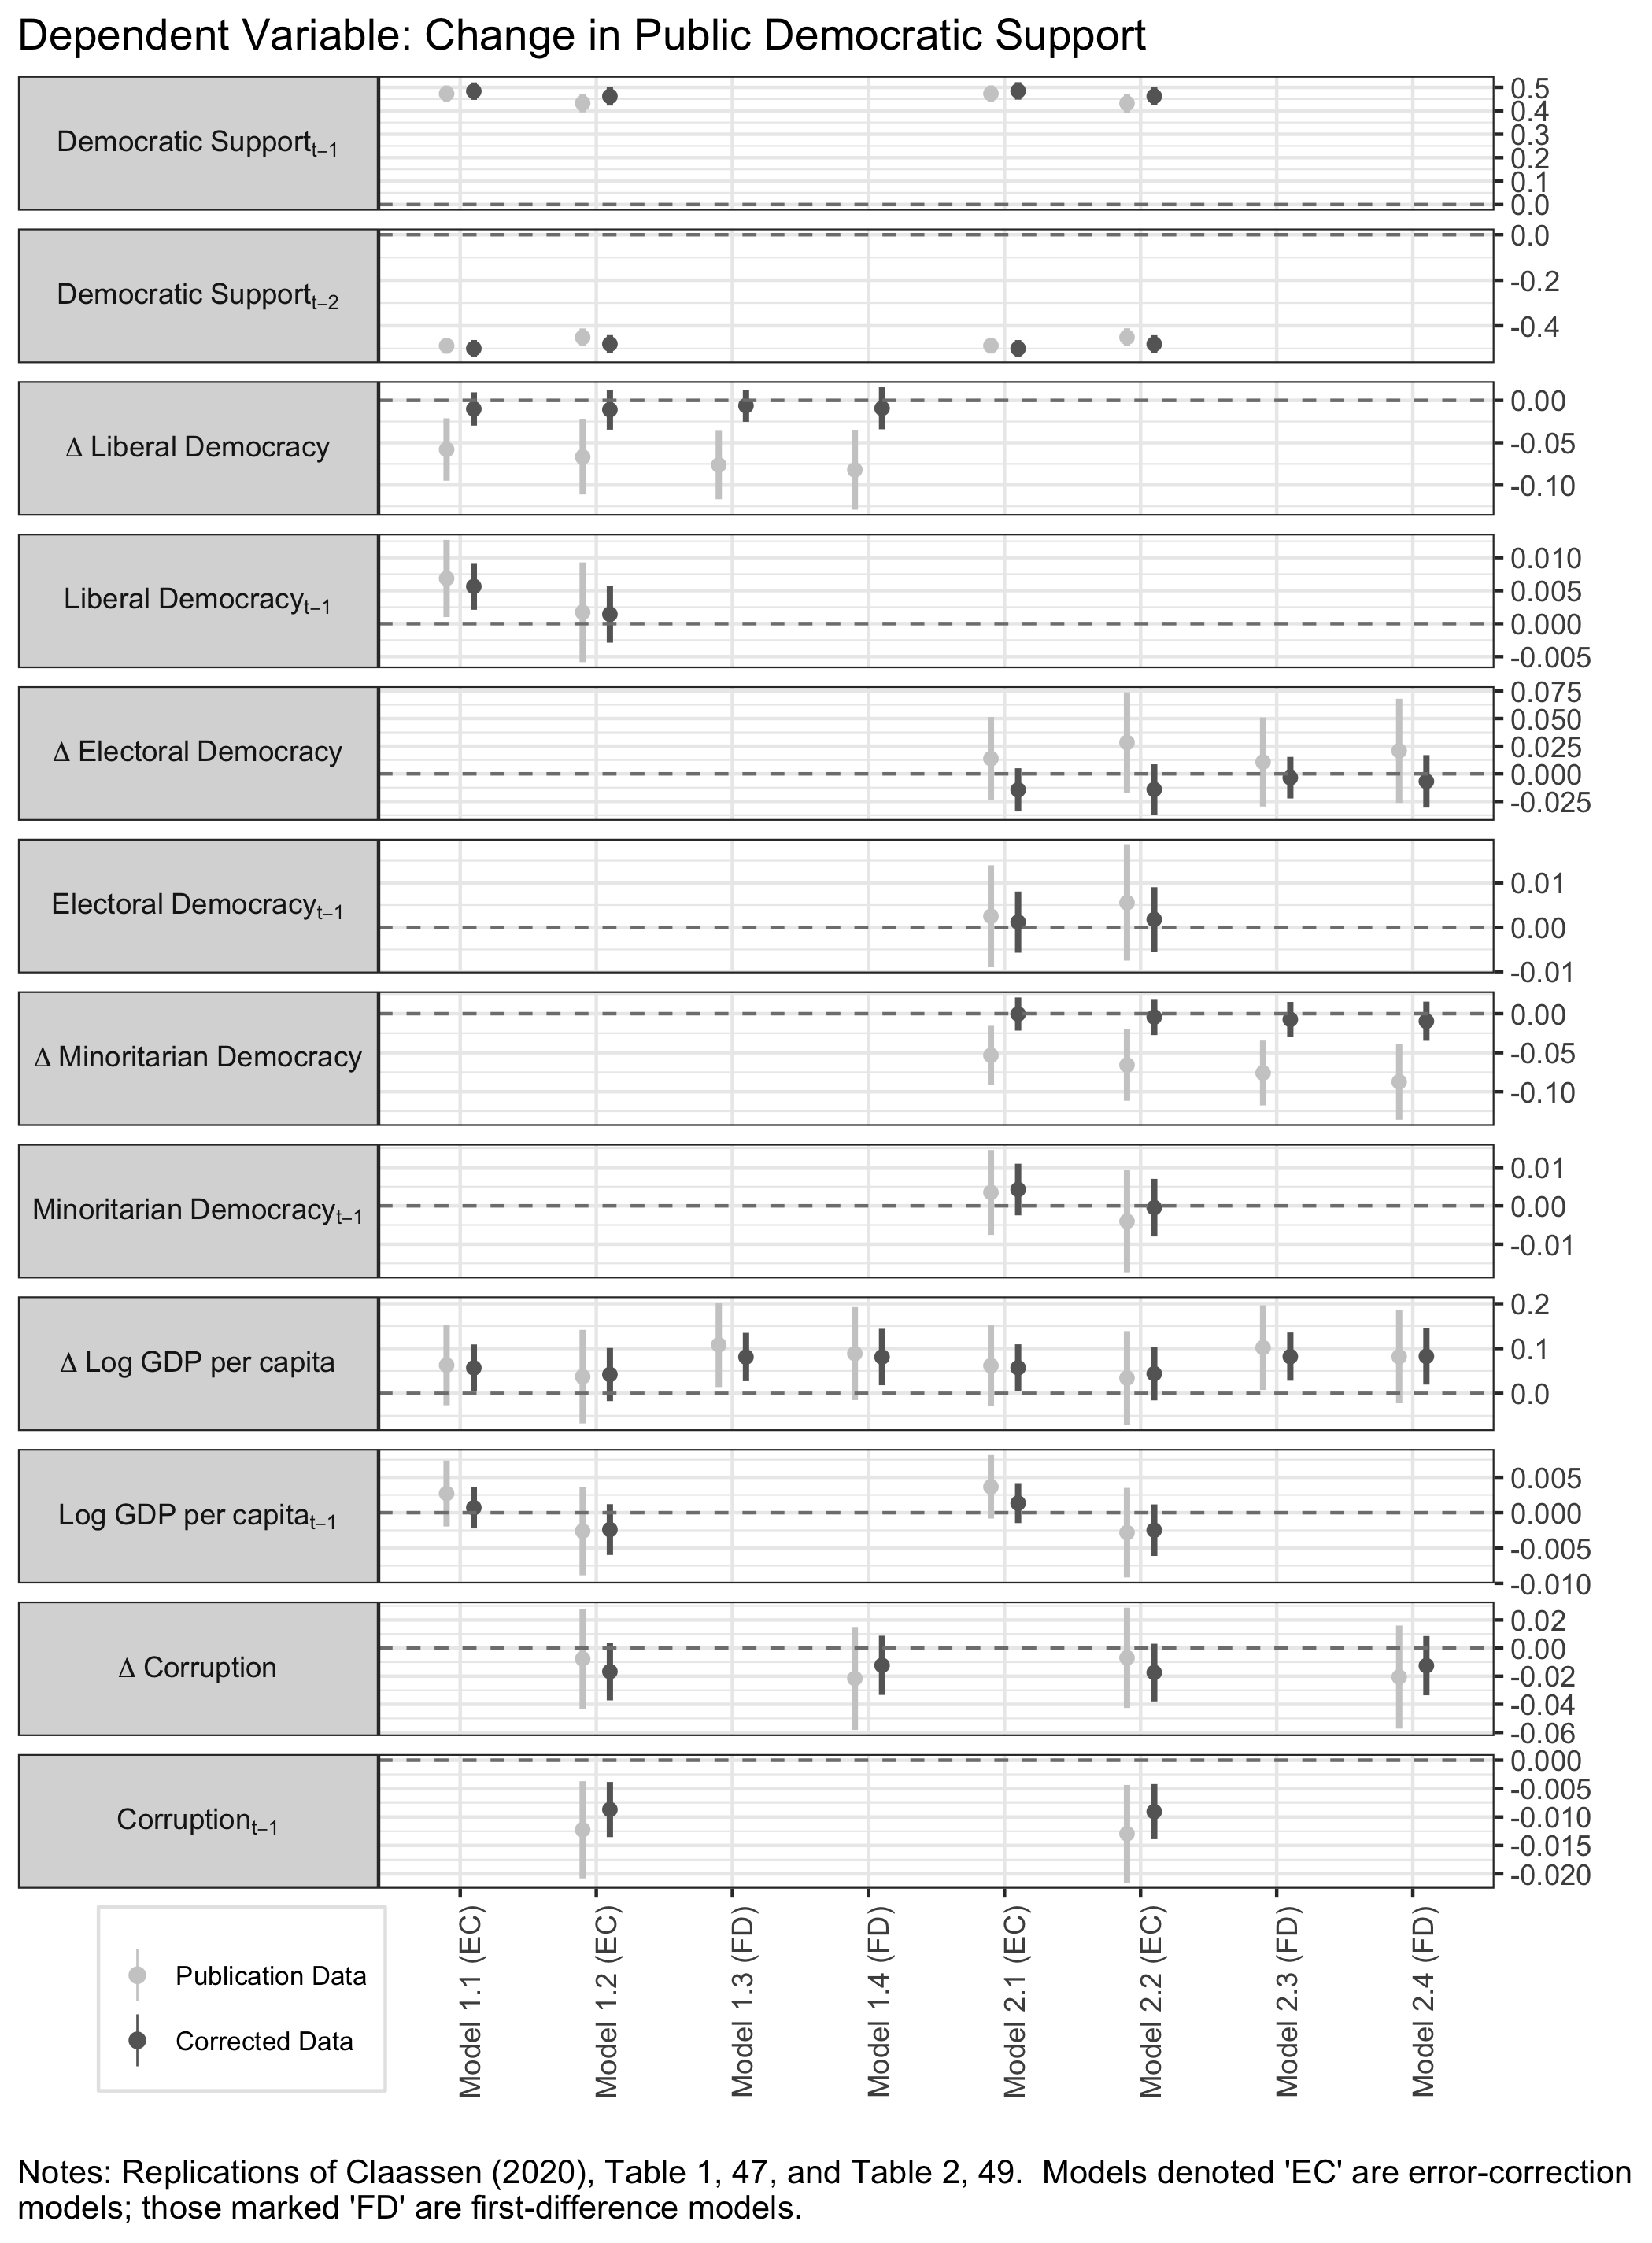 Dependent Variable: Change in Public Democratic Support
Democratic Supportt−1
0.5
0.4
0.3
0.2
0.1
0.0
Democratic Supportt−2
0.0
-0.2
-0.4
Δ Liberal Democracy
0.00
-0.05
-0.10
Liberal Democracyt−1
0.010
0.005
0.000
-0.005
Δ Electoral Democracy
0.075
0.050
0.025
0.000
-0.025
Electoral Democracyt−1
0.01
0.00
-0.01
Δ Minoritarian Democracy
0.00
-0.05
-0.10
Minoritarian Democracyt−1
0.01
0.00
-0.01
Δ Log GDP per capita
0.2
0.1
0.0
Log GDP per capitat−1
0.005
0.000
-0.005
-0.010
Δ Corruption
0.02
0.00
-0.02
-0.04
-0.06
Corruptiont−1
0.000
-0.005
-0.010
-0.015
-0.020
Model 1.1 (EC)
Model 1.2 (EC)
Model 1.3 (FD)
Model 1.4 (FD)
Model 2.1 (EC)
Model 2.2 (EC)
Model 2.3 (FD)
Model 2.4 (FD)
Publication Data
Corrected Data
Notes: Replications of Claassen (2020), Table 1, 47, and Table 2, 49.  Models denoted 'EC' are error-correction
models; those marked 'FD' are first-difference models.